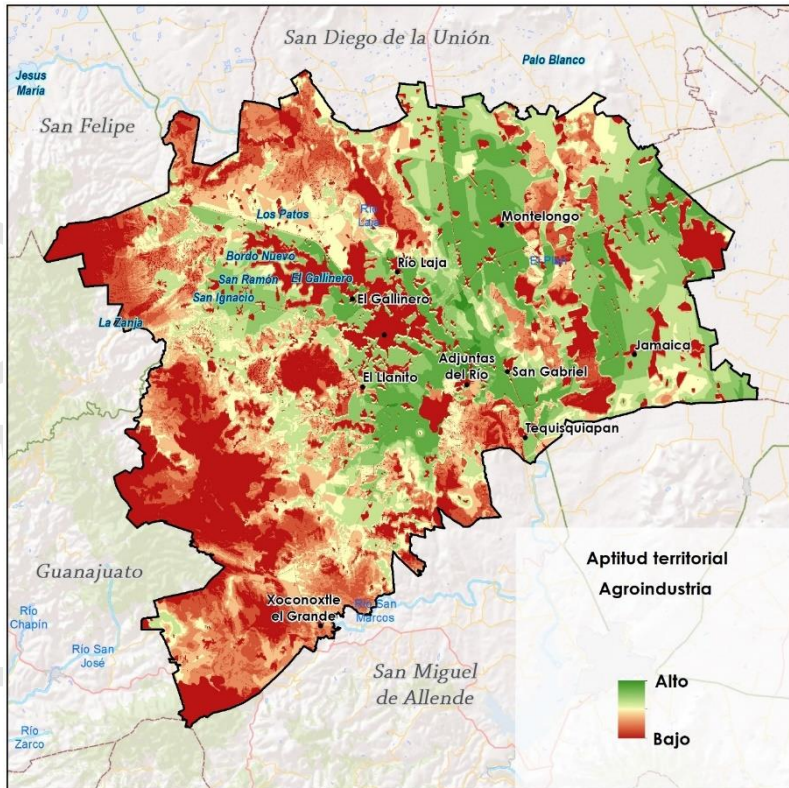 San Diego de la Unión
Palo Blanco
Jesus
María
San Felipe
Los Patos
Río
Laja
Montelongo
Bordo Nuevo
Río Laja
San Ramón
El Gallinero
San Ignacio
El Gallinero
La Zanja
Jamaica
Adjuntas
del Río
San Gabriel
El Llanito
Tequisquiapan
Aptitud territorial
Agroindustria
Guanajuato
Xoconoxtle
el Grande
Río San
Marcos
Río
Chapín
Río San
José
San Miguel
de Allende
Alto
Bajo
Río
Zarco